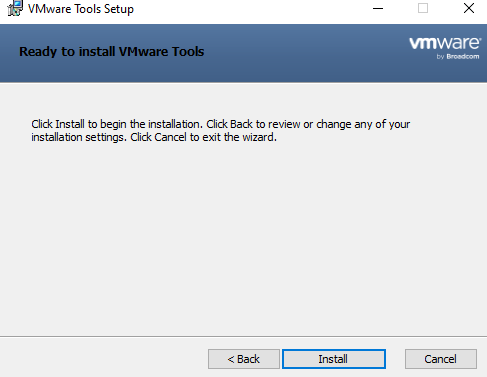 VMware Tools Setup
Ready to install VMware Tools
vmware
by Broadcom
Click Install to begin the installation. Click Back to review or change any of your
installation settings. Click Cancel to exit the wizard.
< Back
Install
Cancel